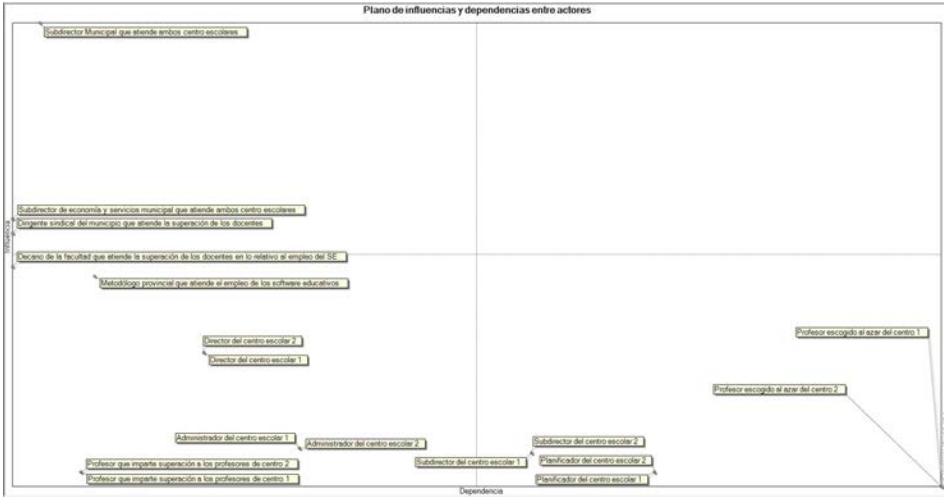 Plano de influencias y dependencias entre actores
Subdirector Municipal que atiende ambos centro escolares
Subdirector de economía y servicios municipal que atiende ambos centro escolares
Dirigente sindical del municipio que atiende la superación de los docentes
Influencia
Decano de la facultad que atiende la superación de los docentes en lo relativo al empleo del SE
Metodólogo provincial que atiende el empleo de los software educativos
Profesor escogido al azar del centro 1
Director del centro escolar 2
Director del centro escolar 1
Profesor escogido al azar del centro 2
Administrador del centro escolar 1
Administrador del centro escolar 2
Subdirector del centro escolar 2
Profesor que imparte superación a los profesores de centro 2
Subdirector del centro escolar 1
Planificador del centro escolar 2
Profesor que imparte superación a los profesores de centro 1
Planificador del centro escolar 1
Dependencia